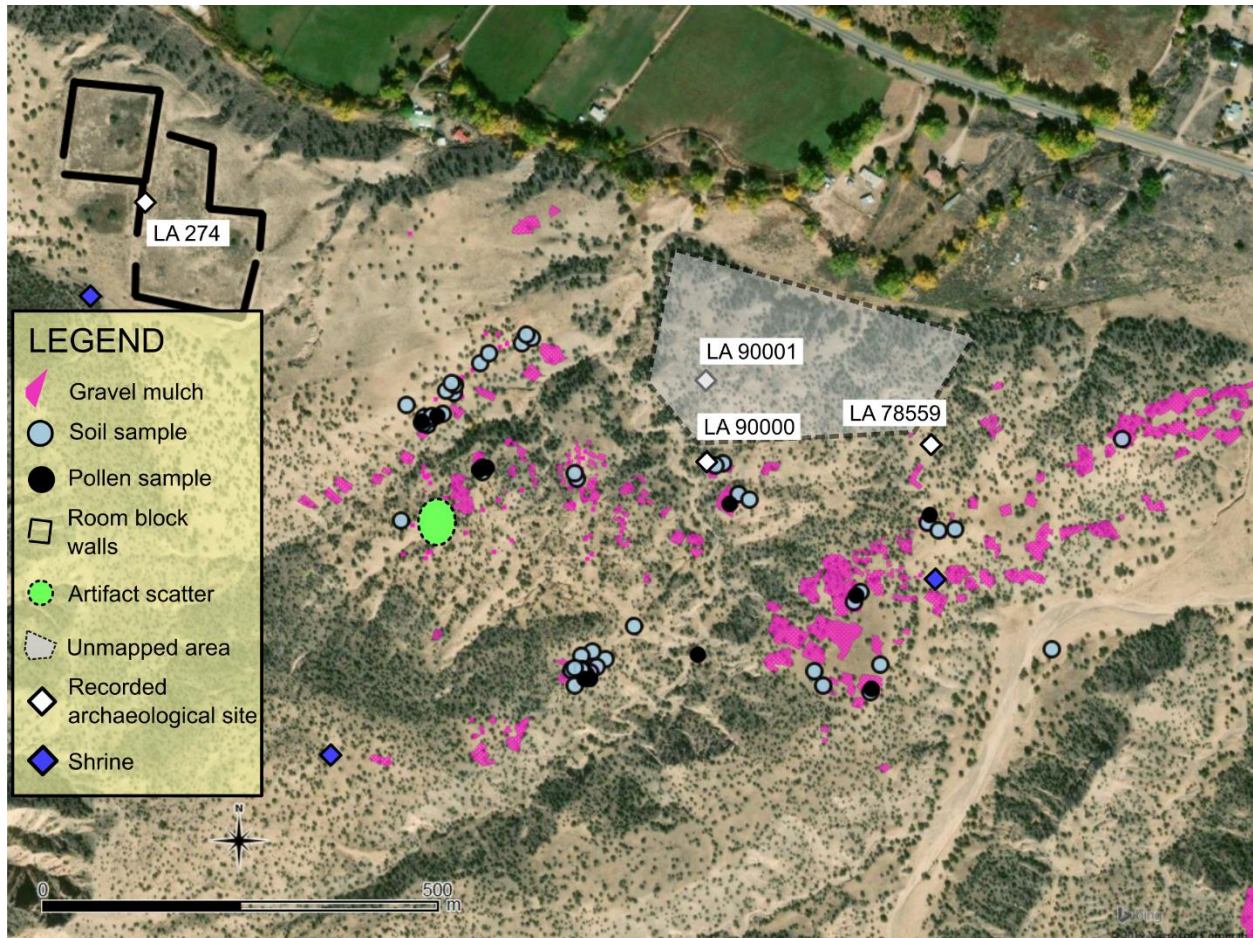 LA 274
LA 90001
LA 90000
LA 78559
LEGEND
Gravel mulch
Soil sample
Pollen sample
Room block
walls
Artifact scatter
Unmapped area
Recorded
archaeological site
Shrine
N
0
500
m